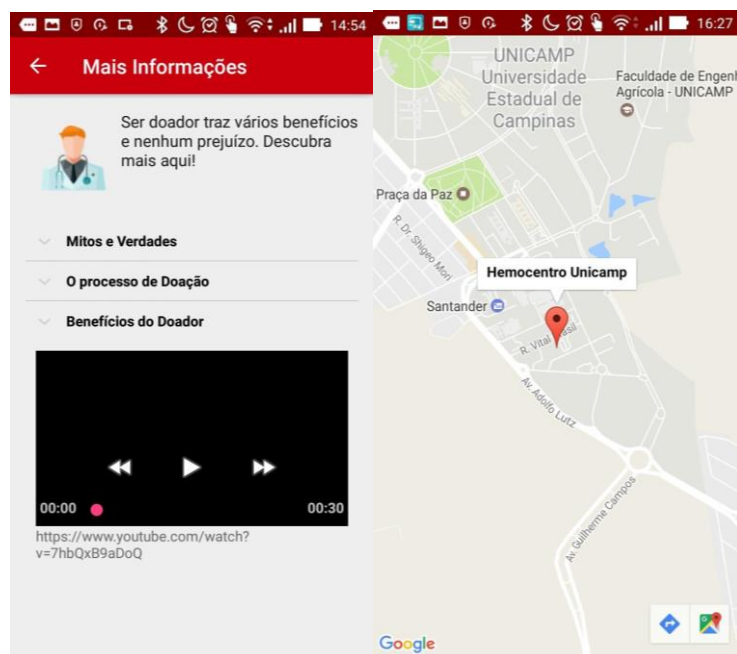 14:54
Mais Informações
Ser doador traz vários benefícios
e nenhum prejuízo. Descubra
mais aqui!
Mitos e Verdades
O processo de Doação
Benefícios do Doador
00:00
00:30
https://www.youtube.com/watch?
v=7hbQxB9aDoQ
16:27
UNICAMP
Universidade
Estadual de
Campinas
Faculdade de Engenh
Agrícola - UNICAMP
Praça da Paz
R. Dr. Shigeo Mori
Hemocentro Unicamp
Santander
R. Vital Brasil
Av. Adolfo Lutz
Av. Guilherme Campos
Google